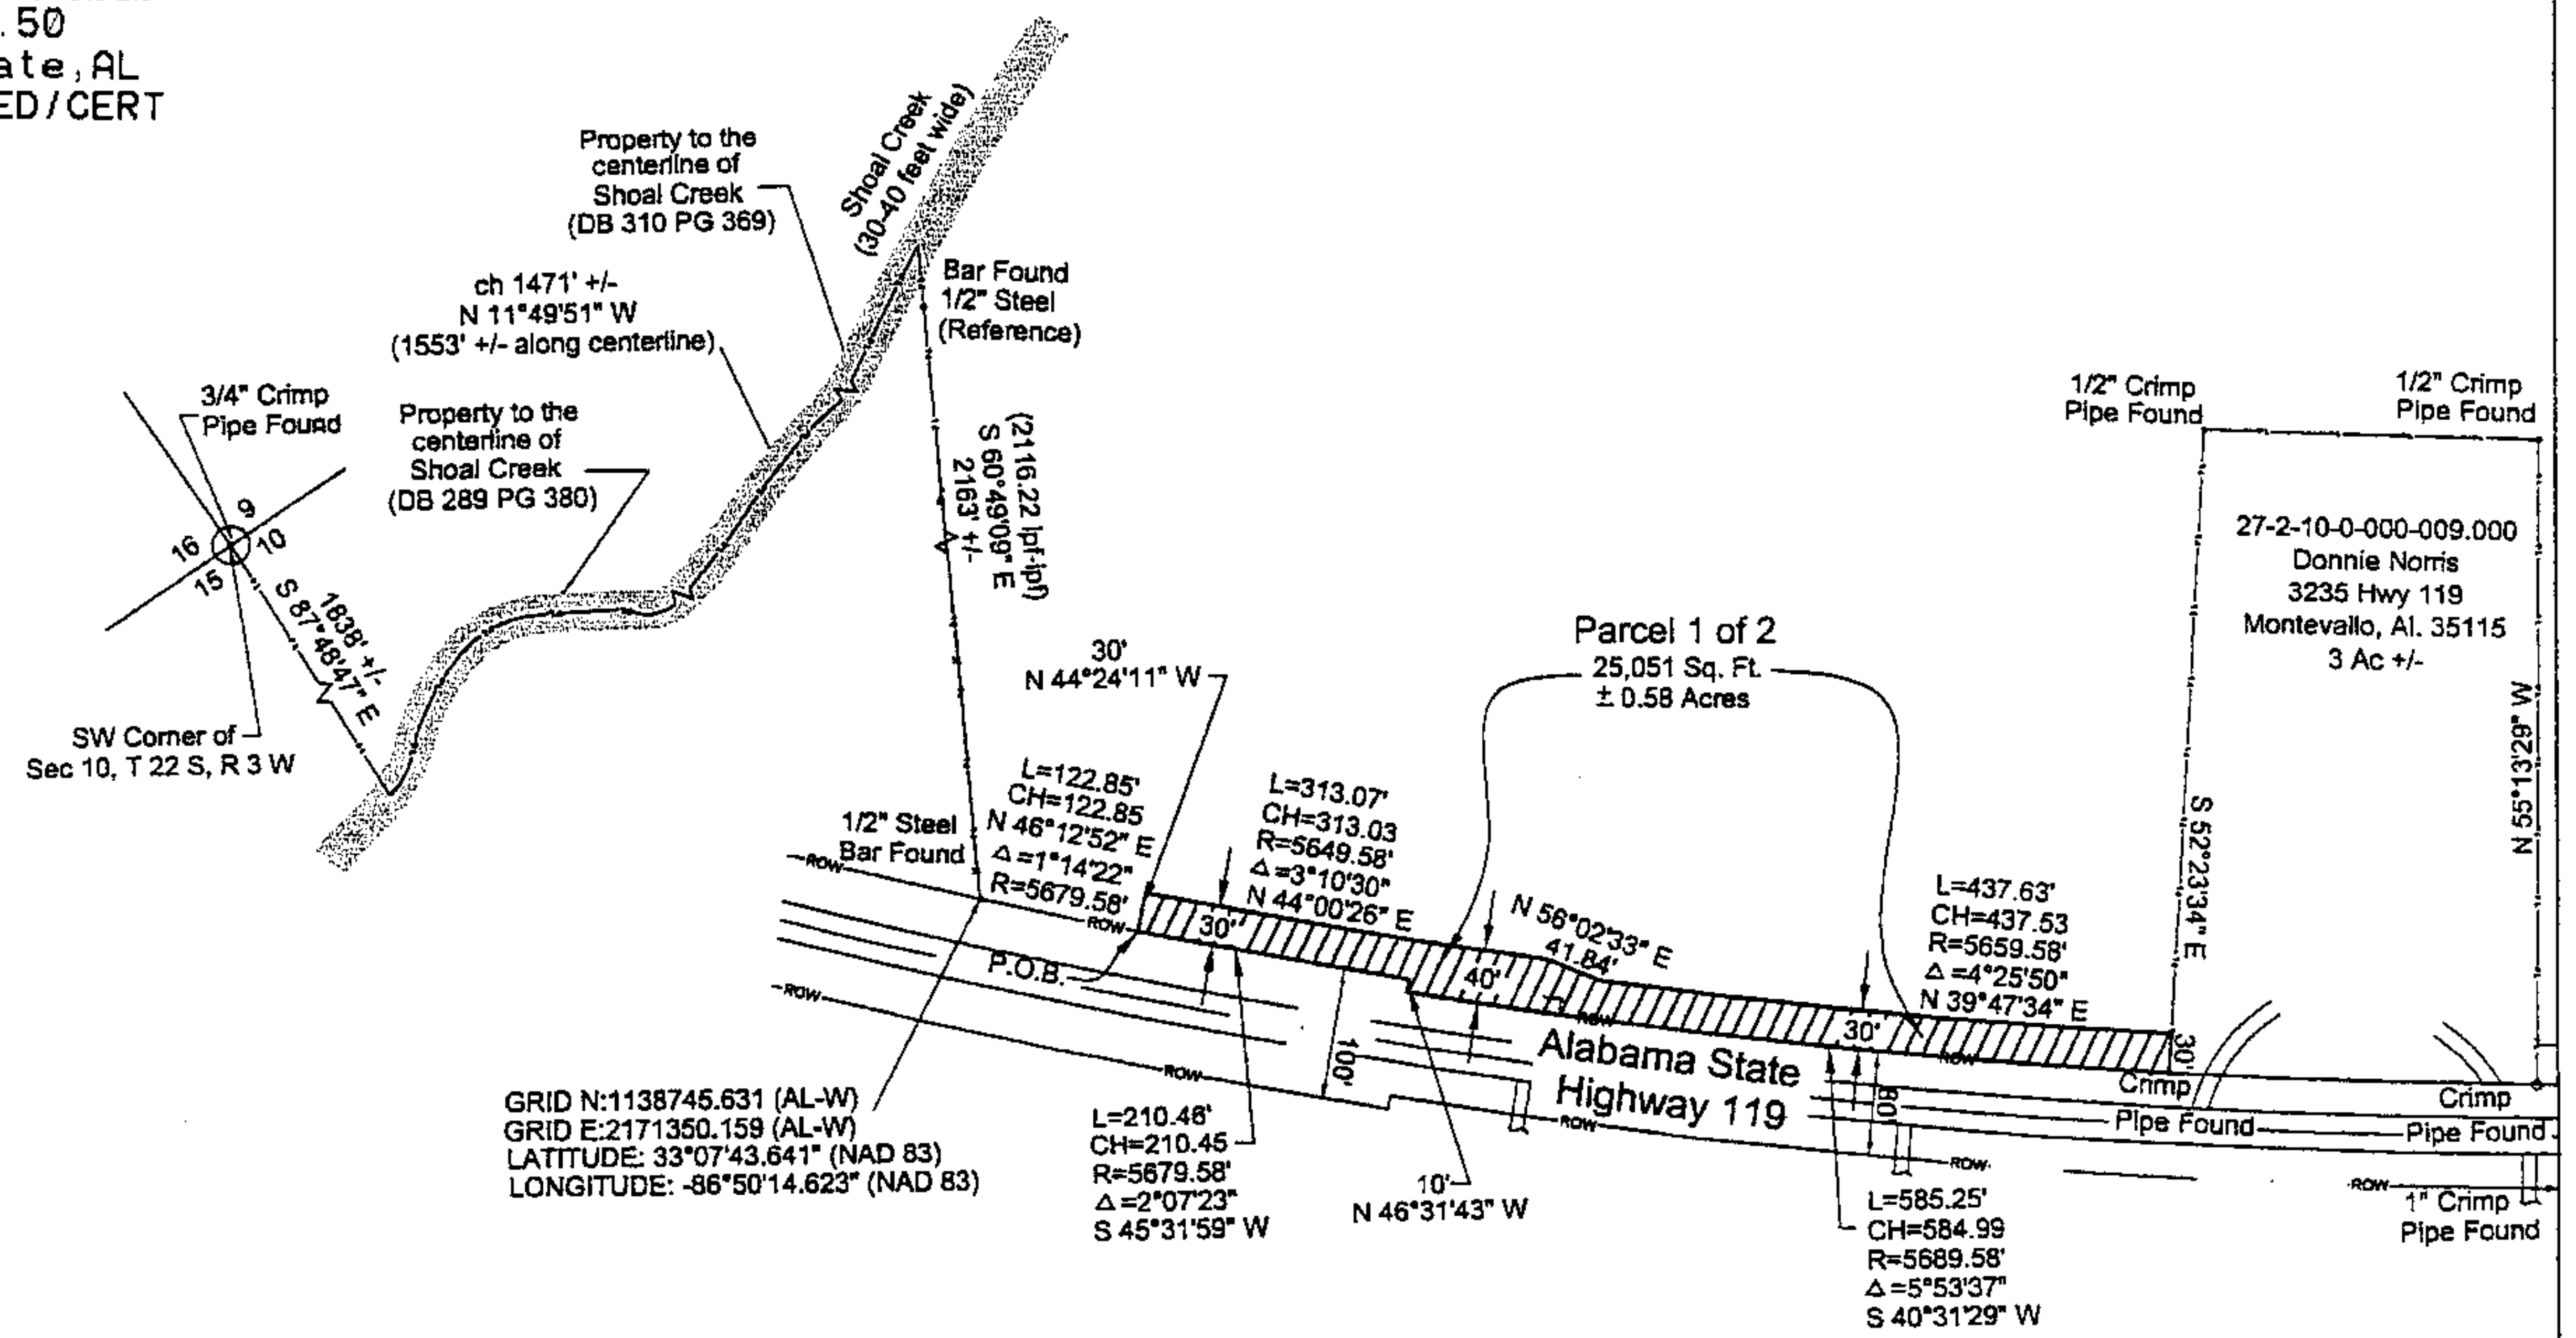 .50
ate, AL
ED/CERT
Property to the
centerline of
Shoal Creek
(DB 310 PG 369)
Shoal Creek
(30-40 feet wide)
ch 1471' +/-
N 11°49'51" W
(1553' +/- along centerline)
Bar Found
1/2" Steel
(Reference)
3/4" Crimp
Pipe Found
Property to the
centerline of
Shoal Creek
(DB 289 PG 380)
9
16
10
15
1838' +/-
S 87°48'47" E
SW Corner of
Sec 10, T 22 S, R 3 W
(2116.22 ipf-ipf)
S 60°49'09" E
2163' +/-
1/2" Crimp
Pipe Found
1/2" Crimp
Pipe Found
27-2-10-0-000-009.000
Donnie Norris
3235 Hwy 119
Montevallo, Al. 35115
3 Ac +/-
S 52°23'34" E
N 55°13'29" W
Parcel 1 of 2
25,051 Sq. Ft.
± 0.58 Acres
30'
N 44°24'11" W
1/2" Steel
Bar Found
L=122.85'
CH=122.85
N 46°12'52" E
Δ=1°14'22"
R=5679.58'
L=313.07'
CH=313.03
R=5649.58'
Δ=3°10'30"
N 44°00'26" E
N 56°02'33" E
41.84'
L=437.63'
CH=437.53
R=5659.58'
Δ=4°25'50"
N 39°47'34" E
ROW
ROW
30'
40'
ROW
30'
ROW
30'
P.O.B.
ROW
ROW
100'
Alabama State
Highway 119
80'
ROW
ROW
ROW
Crimp
Pipe Found
Crimp
Pipe Found
1" Crimp
Pipe Found
GRID N:1138745.631 (AL-W)
GRID E:2171350.159 (AL-W)
LATITUDE: 33°07'43.641" (NAD 83)
LONGITUDE: -86°50'14.623" (NAD 83)
L=210.46'
CH=210.45
R=5679.58'
Δ=2°07'23"
S 45°31'59" W
10'
N 46°31'43" W
L=585.25'
CH=584.99
R=5689.58'
Δ=5°53'37"
S 40°31'29" W